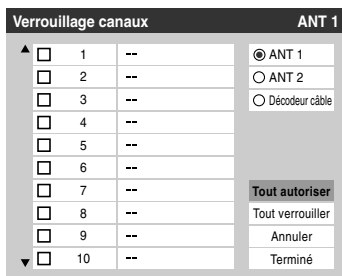 Verrouillage canaux ANT 1
1 --
2 --
3 --
4 --
5 --
6 --
7 --
8 --
9 --
10 --
ANT 1
ANT 2
Décodeur câble
Tout autoriser
Tout verrouiller
Annuler
Terminé